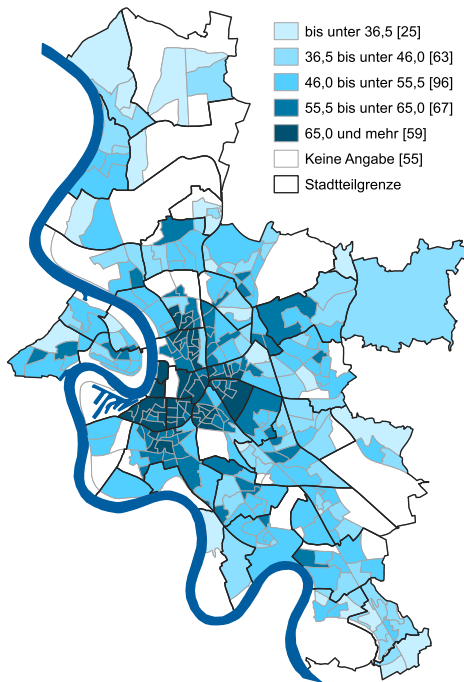 bis unter 36,5 [25]
36,5 bis unter 46,0 [63]
46,0 bis unter 55,5 [96]
55,5 bis unter 65,0 [67]
65,0 und mehr [59]
Keine Angabe [55]
Stadtteilgrenze